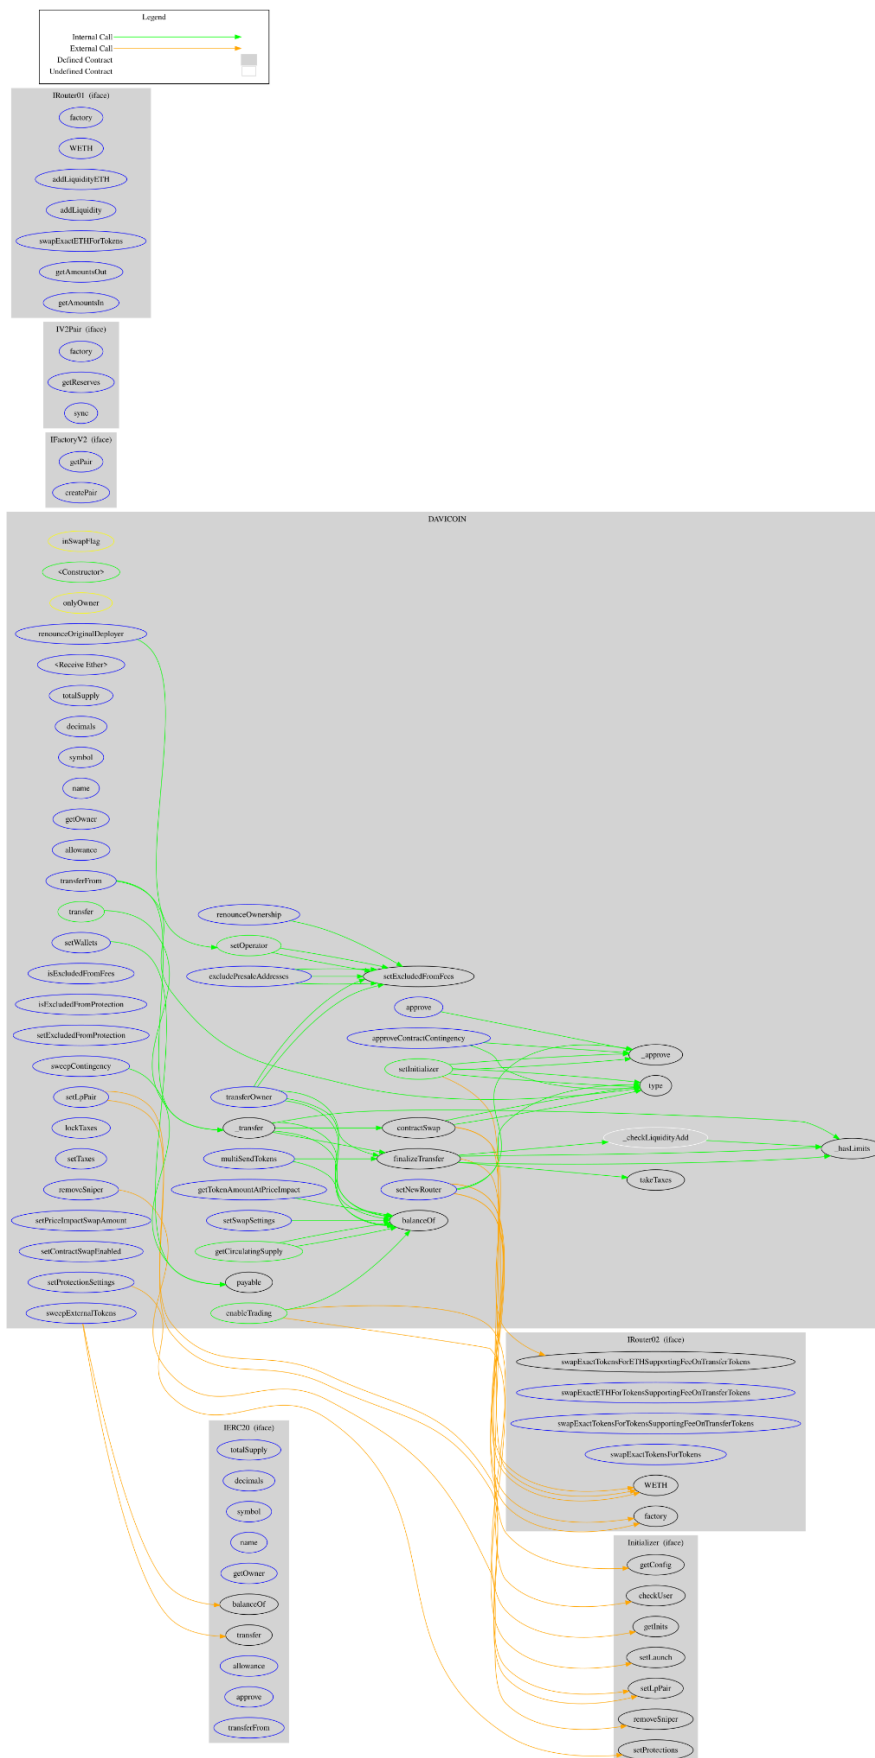 Legend
Internal Call
External Call
Defined Contract
Undefined Contract
IRouter01 (iface)
factory
WETH
addLiquidityETH
addLiquidity
swapExactETHForTokens
getAmountsOut
getAmountsIn
IV2Pair (iface)
factory
getReserves
sync
IFactoryV2 (iface)
getPair
createPair
DAVICOIN
inSwapFlag
<Constructor>
onlyOwner
renounceOriginalDeployer
<Receive Ether>
totalSupply
decimals
symbol
name
getOwner
allowance
transferFrom
transfer
setWallets
isExcludedFromFees
isExcludedFromProtection
setExcludedFromProtection
sweepContingency
setLpPair
lockTaxes
setTaxes
removeSniper
setPriceImpactSwapAmount
setContractSwapEnabled
setProtectionSettings
sweepExternalTokens
renounceOwnership
setOperator
excludePresaleAddresses
transferOwner
_transfer
multiSendTokens
getTokenAmountAtPriceImpact
setSwapSettings
getCirculatingSupply
payable
enableTrading
setExcludedFromFees
approve
approveContractContingency
setInitializer
contractSwap
finalizeTransfer
setNewRouter
balanceOf
_approve
type
_checkLiquidityAdd
takeTaxes
_hasLimits
IRouter02 (iface)
swapExactTokensForETHSupportingFeeOnTransferTokens
swapExactETHForTokensSupportingFeeOnTransferTokens
swapExactTokensForTokensSupportingFeeOnTransferTokens
swapExactTokensForTokens
WETH
factory
IERC20 (iface)
totalSupply
decimals
symbol
name
getOwner
balanceOf
transfer
allowance
approve
transferFrom
Initializer (iface)
getConfig
checkUser
getInits
setLaunch
setLpPair
removeSniper
setProtections